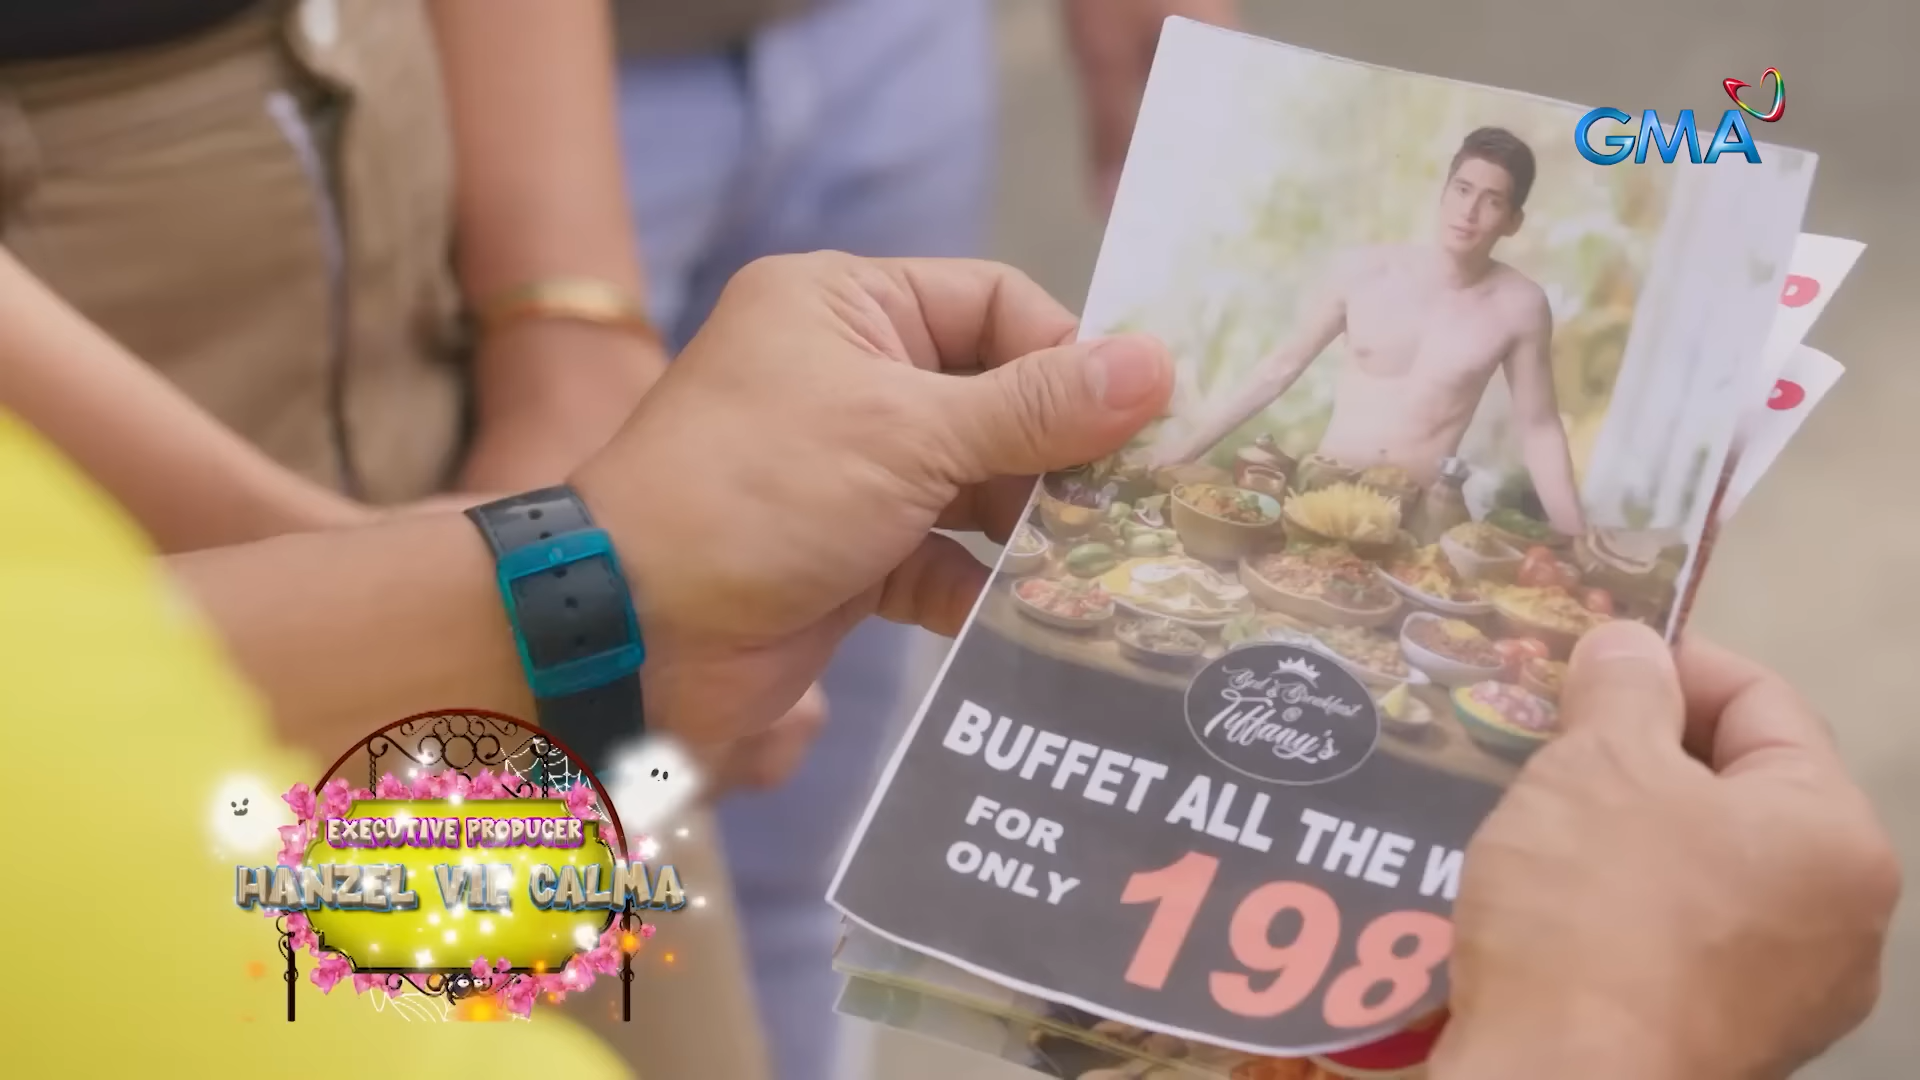 GMA
Bed & Breakfast
@
Tiffany's
BUFFET ALL THE
FOR
ONLY
198
EXECUTIVE PRODUCER
HANZEL VIE CALMA